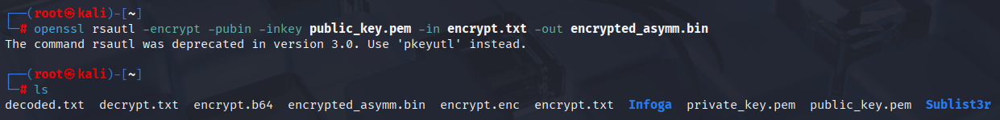 ┌──(root㉿kali)-[~]
└─# openssl rsautl -encrypt -pubin -inkey public_key.pem -in encrypt.txt -out encrypted_asymm.bin
The command rsautl was deprecated in version 3.0. Use 'pkeyutl' instead.
┌──(root㉿kali)-[~]
└─# ls
decoded.txt  decrypt.txt  encrypt.b64  encrypted_asymm.bin  encrypt.enc  encrypt.txt  Infoga  private_key.pem  public_key.pem  Sublist3r